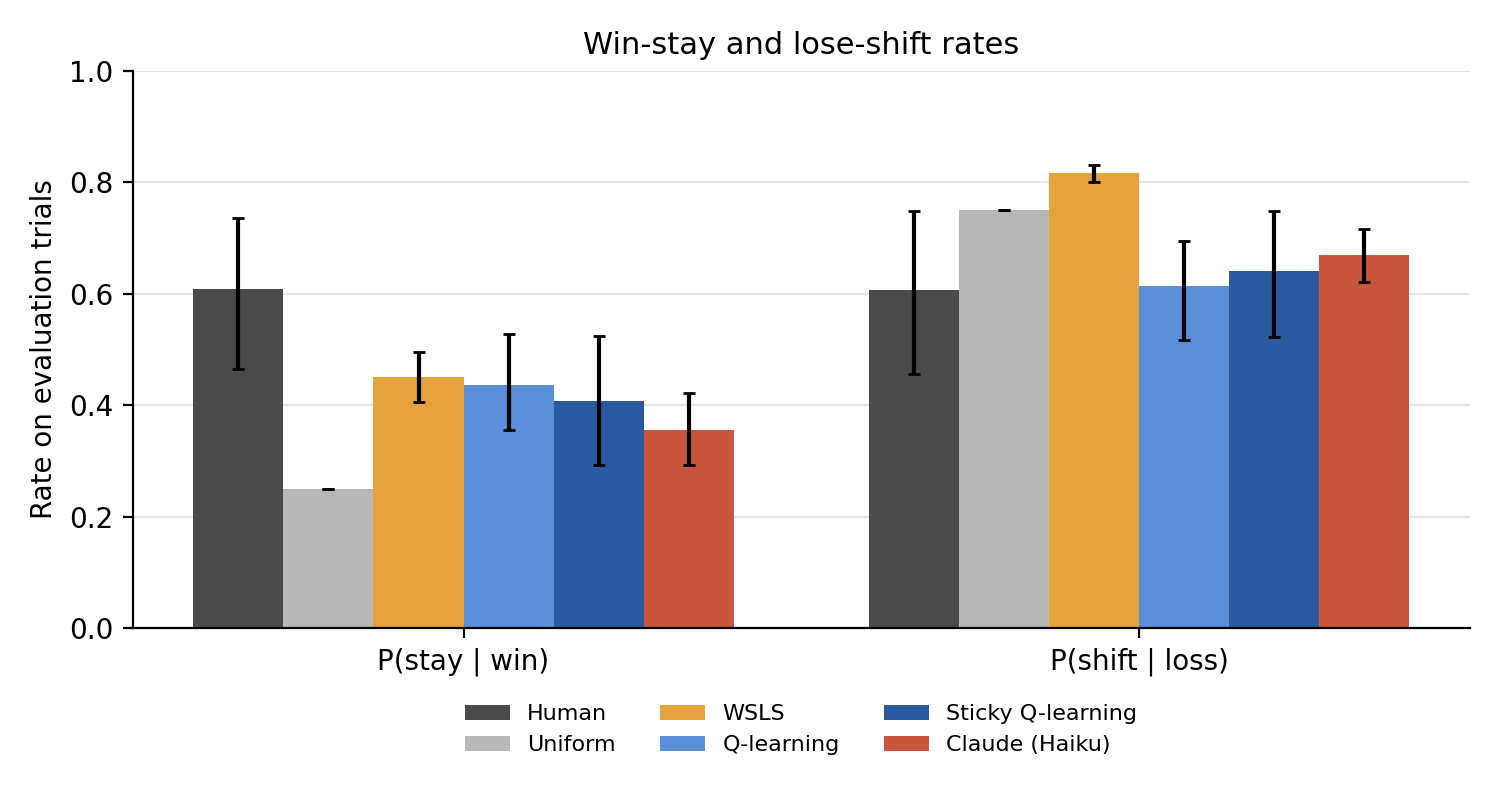 Win-stay and lose-shift rates
Rate on evaluation trials
1.0
0.8
0.6
0.4
0.2
0.0
P(stay | win)
P(shift | loss)
Human
Uniform
WSLS
Q-learning
Sticky Q-learning
Claude (Haiku)